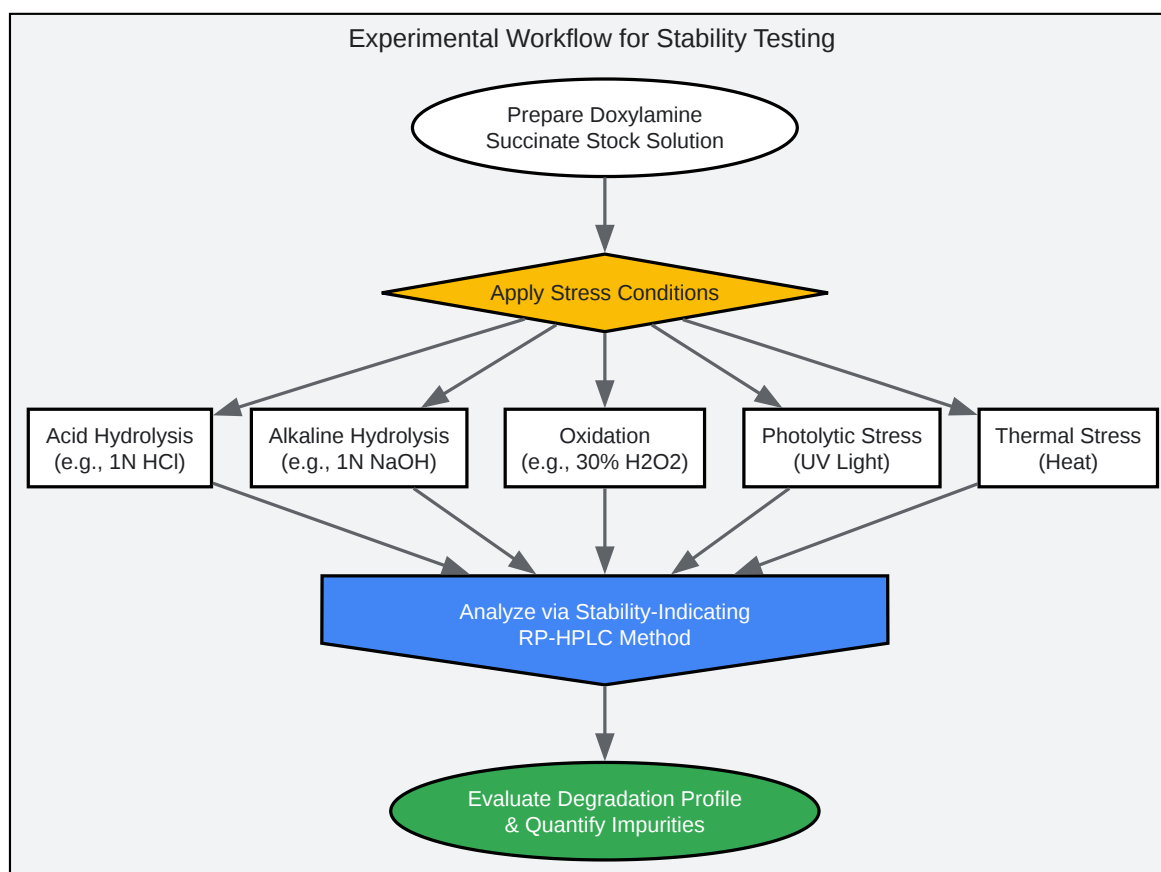 Experimental Workflow for Stability Testing
Prepare Doxylamine
Succinate Stock Solution
Apply Stress Conditions
Acid Hydrolysis
(e.g., 1N HCl)
Alkaline Hydrolysis
(e.g., 1N NaOH)
Oxidation
(e.g., 30% H2O2)
Photolytic Stress
(UV Light)
Thermal Stress
(Heat)
Analyze via Stability-Indicating
RP-HPLC Method
Evaluate Degradation Profile
& Quantify Impurities